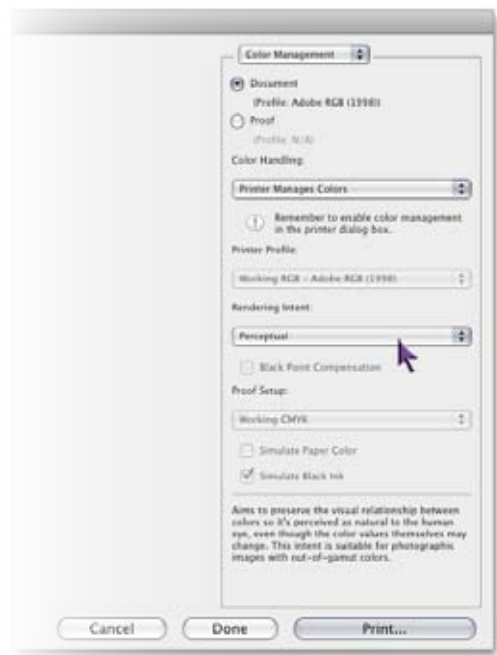 Color Management
Document
(Profile: Adobe RGB (1998))
Proof
(Profile: N/A)
Color Handling:
Printer Manages Colors
Remember to enable color management
in the printer dialog box.
Printer Profile:
Working RGB - Adobe RGB (1998)
Rendering Intent:
Perceptual
Black Point Compensation
Proof Setup:
Working CMYK
Simulate Paper Color
Simulate Black Ink
Aims to preserve the visual relationship between
colors so it's perceived as natural to the human
eye, even though the color values themselves may
change. This intent is suitable for photographic
images with out-of-gamut colors.
Cancel
Done
Print...